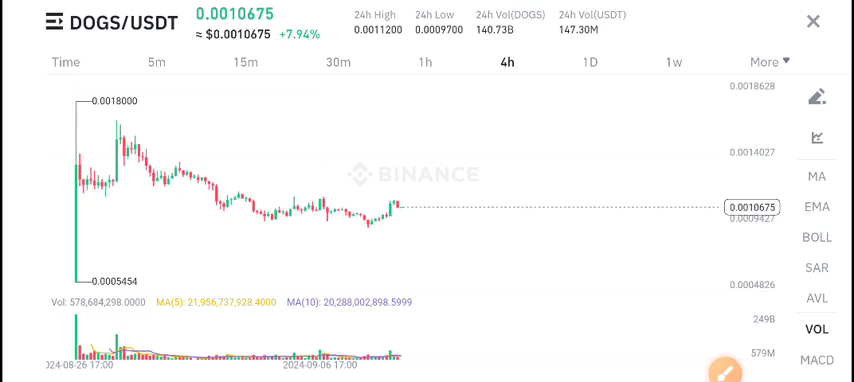 DOGS/USDT
0.0010675
≈ $0.0010675 +7.94%
24h High
0.0011200
24h Low
0.0009700
24h Vol(DOGS)
140.73B
24h Vol(USDT)
147.30M
Time 5m 15m 30m 1h 4h 1D 1w More
0.0018628
0.0018000
0.0014027
BINANCE
0.0010675
0.0009427
0.0005454
0.0004826
Vol: 578,684,298.0000 MA(5): 21,956,737,928.4000 MA(10): 20,288,002,898.5999
249B
579M
024-08-26 17:00 2024-09-06 17:00
MA
EMA
BOLL
SAR
AVL
VOL
MACD